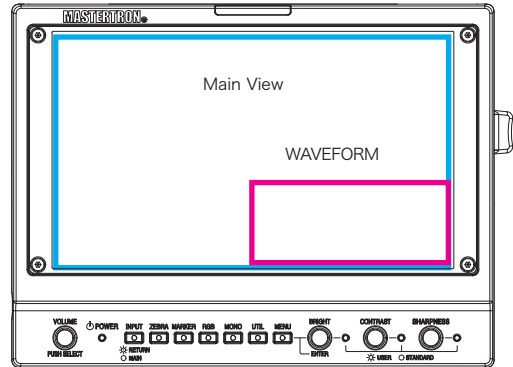 MASTERTRON®
Main View
WAVEFORM
VOLUME
POWER INPUT ZEBRA MARKER RGB MONO UTIL MENU BRIGHT CONTRAST SHARPNESS
PUSH SELECT
RETURN
MAIN
ENTER
USER STANDARD